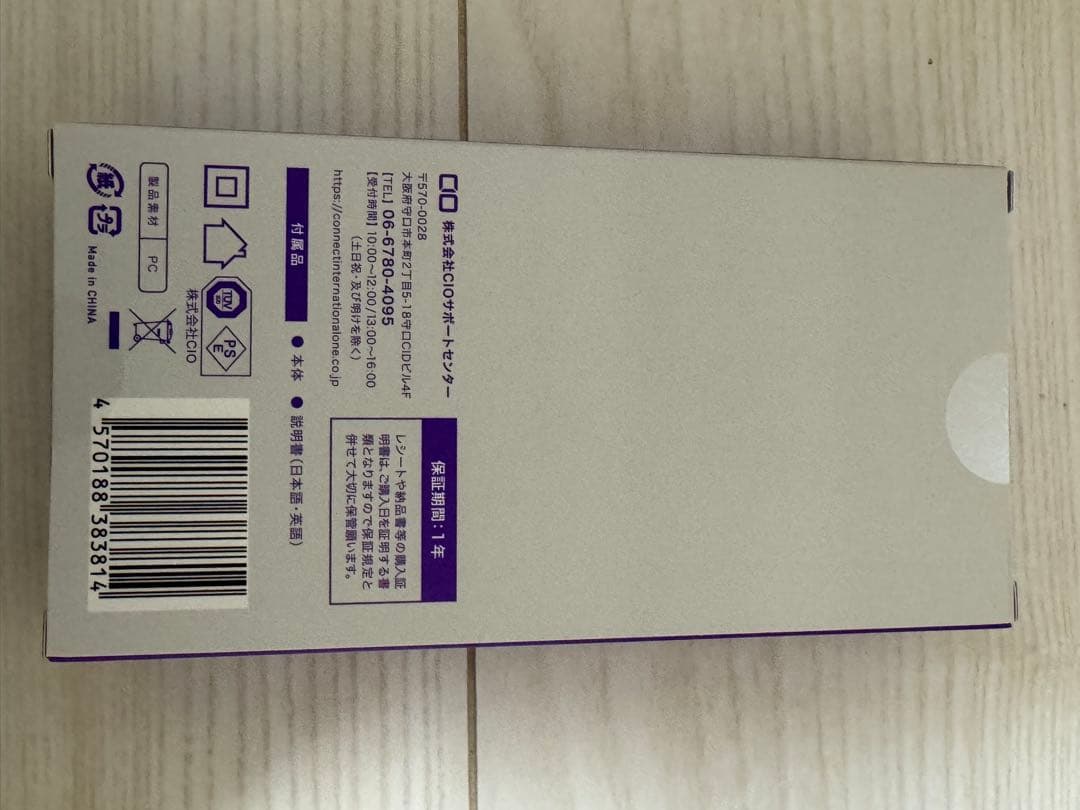 CIO 株式会社CIOサポートセンター
〒570-0028
大阪府守口市本町2丁目5-18守口CIDビル4F
【TEL】06-6780-4095
【受付時間】10:00~12:00/13:00~16:00
(土日祝・及び明けを除く)
https://connectinternationalone.co.jp
保証期間:1年
レシートや納品書等の購入証
明書は、ご購入日を証明する書
類となりますので保証規定と
併せて大切に保管願います。
付属品
●本体 ●説明書(日本語・英語)
TÜV
PS
E
株式会社CIO
製品素材 PC
紙 プラ
Made in CHINA
4 570188 383814